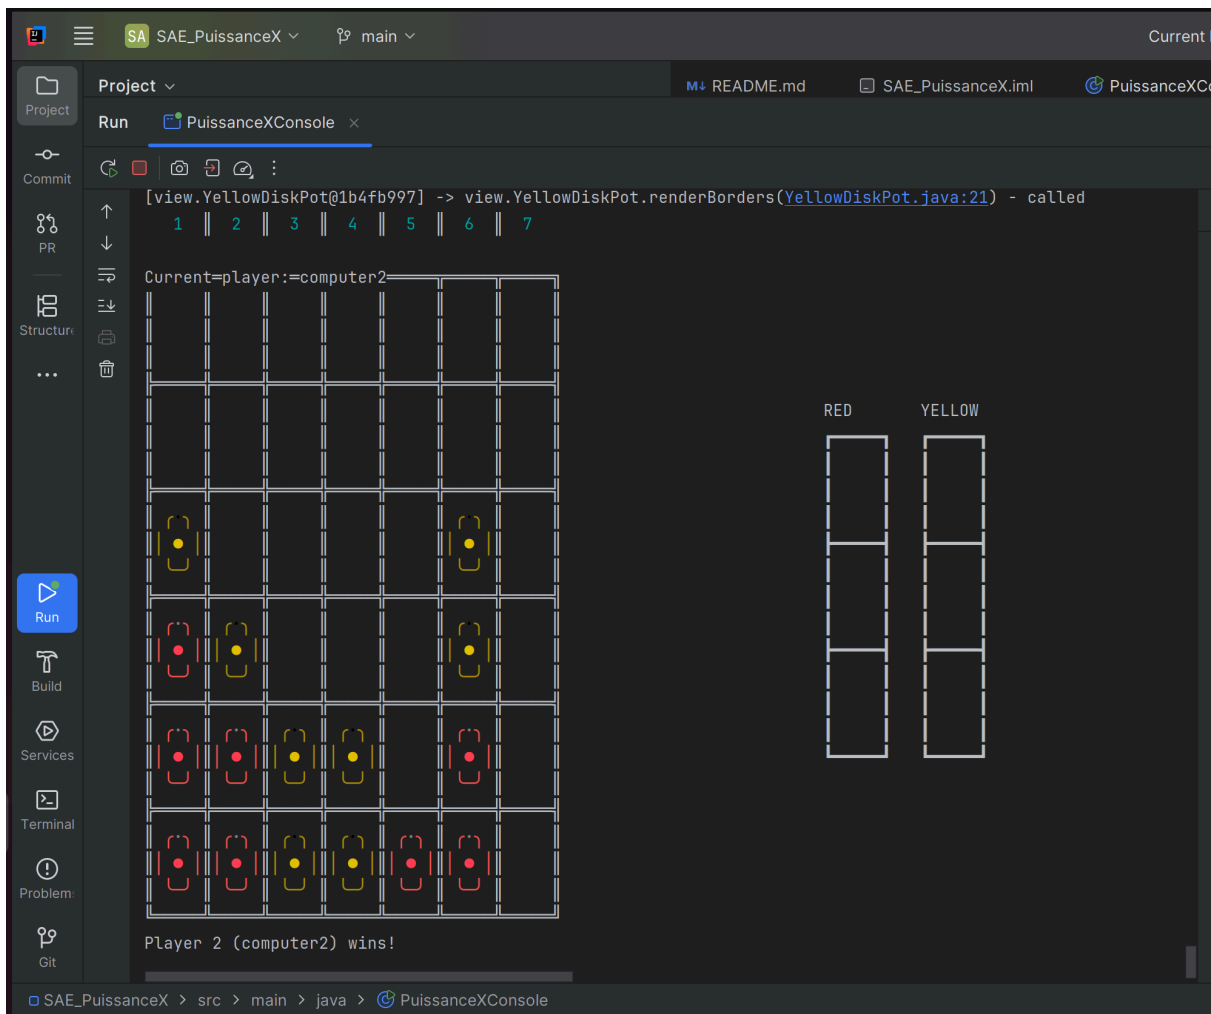 SA SAE_PuissanceX main Current
Project README.md SAE_PuissanceX.iml PuissanceXCo
Project
Run PuissanceXConsole
Commit
[view.YellowDiskPot@1b4fb997] -> view.YellowDiskPot.renderBorders(YellowDiskPot.java:21) - called
1 2 3 4 5 6 7
PR
Current=player:=computer2
Structure
RED YELLOW
Run
Build
Services
Terminal
Problems
Player 2 (computer2) wins!
Git
SAE_PuissanceX > src > main > java > PuissanceXConsole